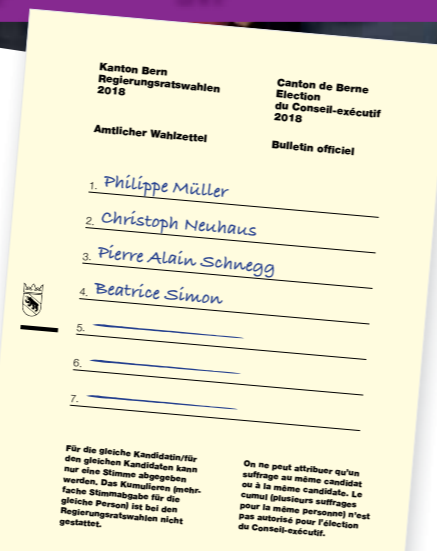 Kanton Bern
Regierungsratswahlen
2018
Canton de Berne
Election
du Conseil-exécutif
2018
Amtlicher Wahlzettel
Bulletin officiel
1. Philippe Müller
2. Christoph Neuhaus
3. Pierre Alain Schnegg
4. Beatrice Simon
5.
6.
7.
Für die gleiche Kandidatin/für
den gleichen Kandidaten kann
nur eine Stimme abgegeben
werden. Das Kumulieren (mehr-
fache Stimmabgabe für die
gleiche Person) ist bei den
Regierungsratswahlen nicht
gestattet.
On ne peut attribuer qu'un
suffrage au même candidat
ou à la même candidate. Le
cumul (plusieurs suffrages
pour la même personne) n'est
pas autorisé pour l'élection
du Conseil-exécutif.